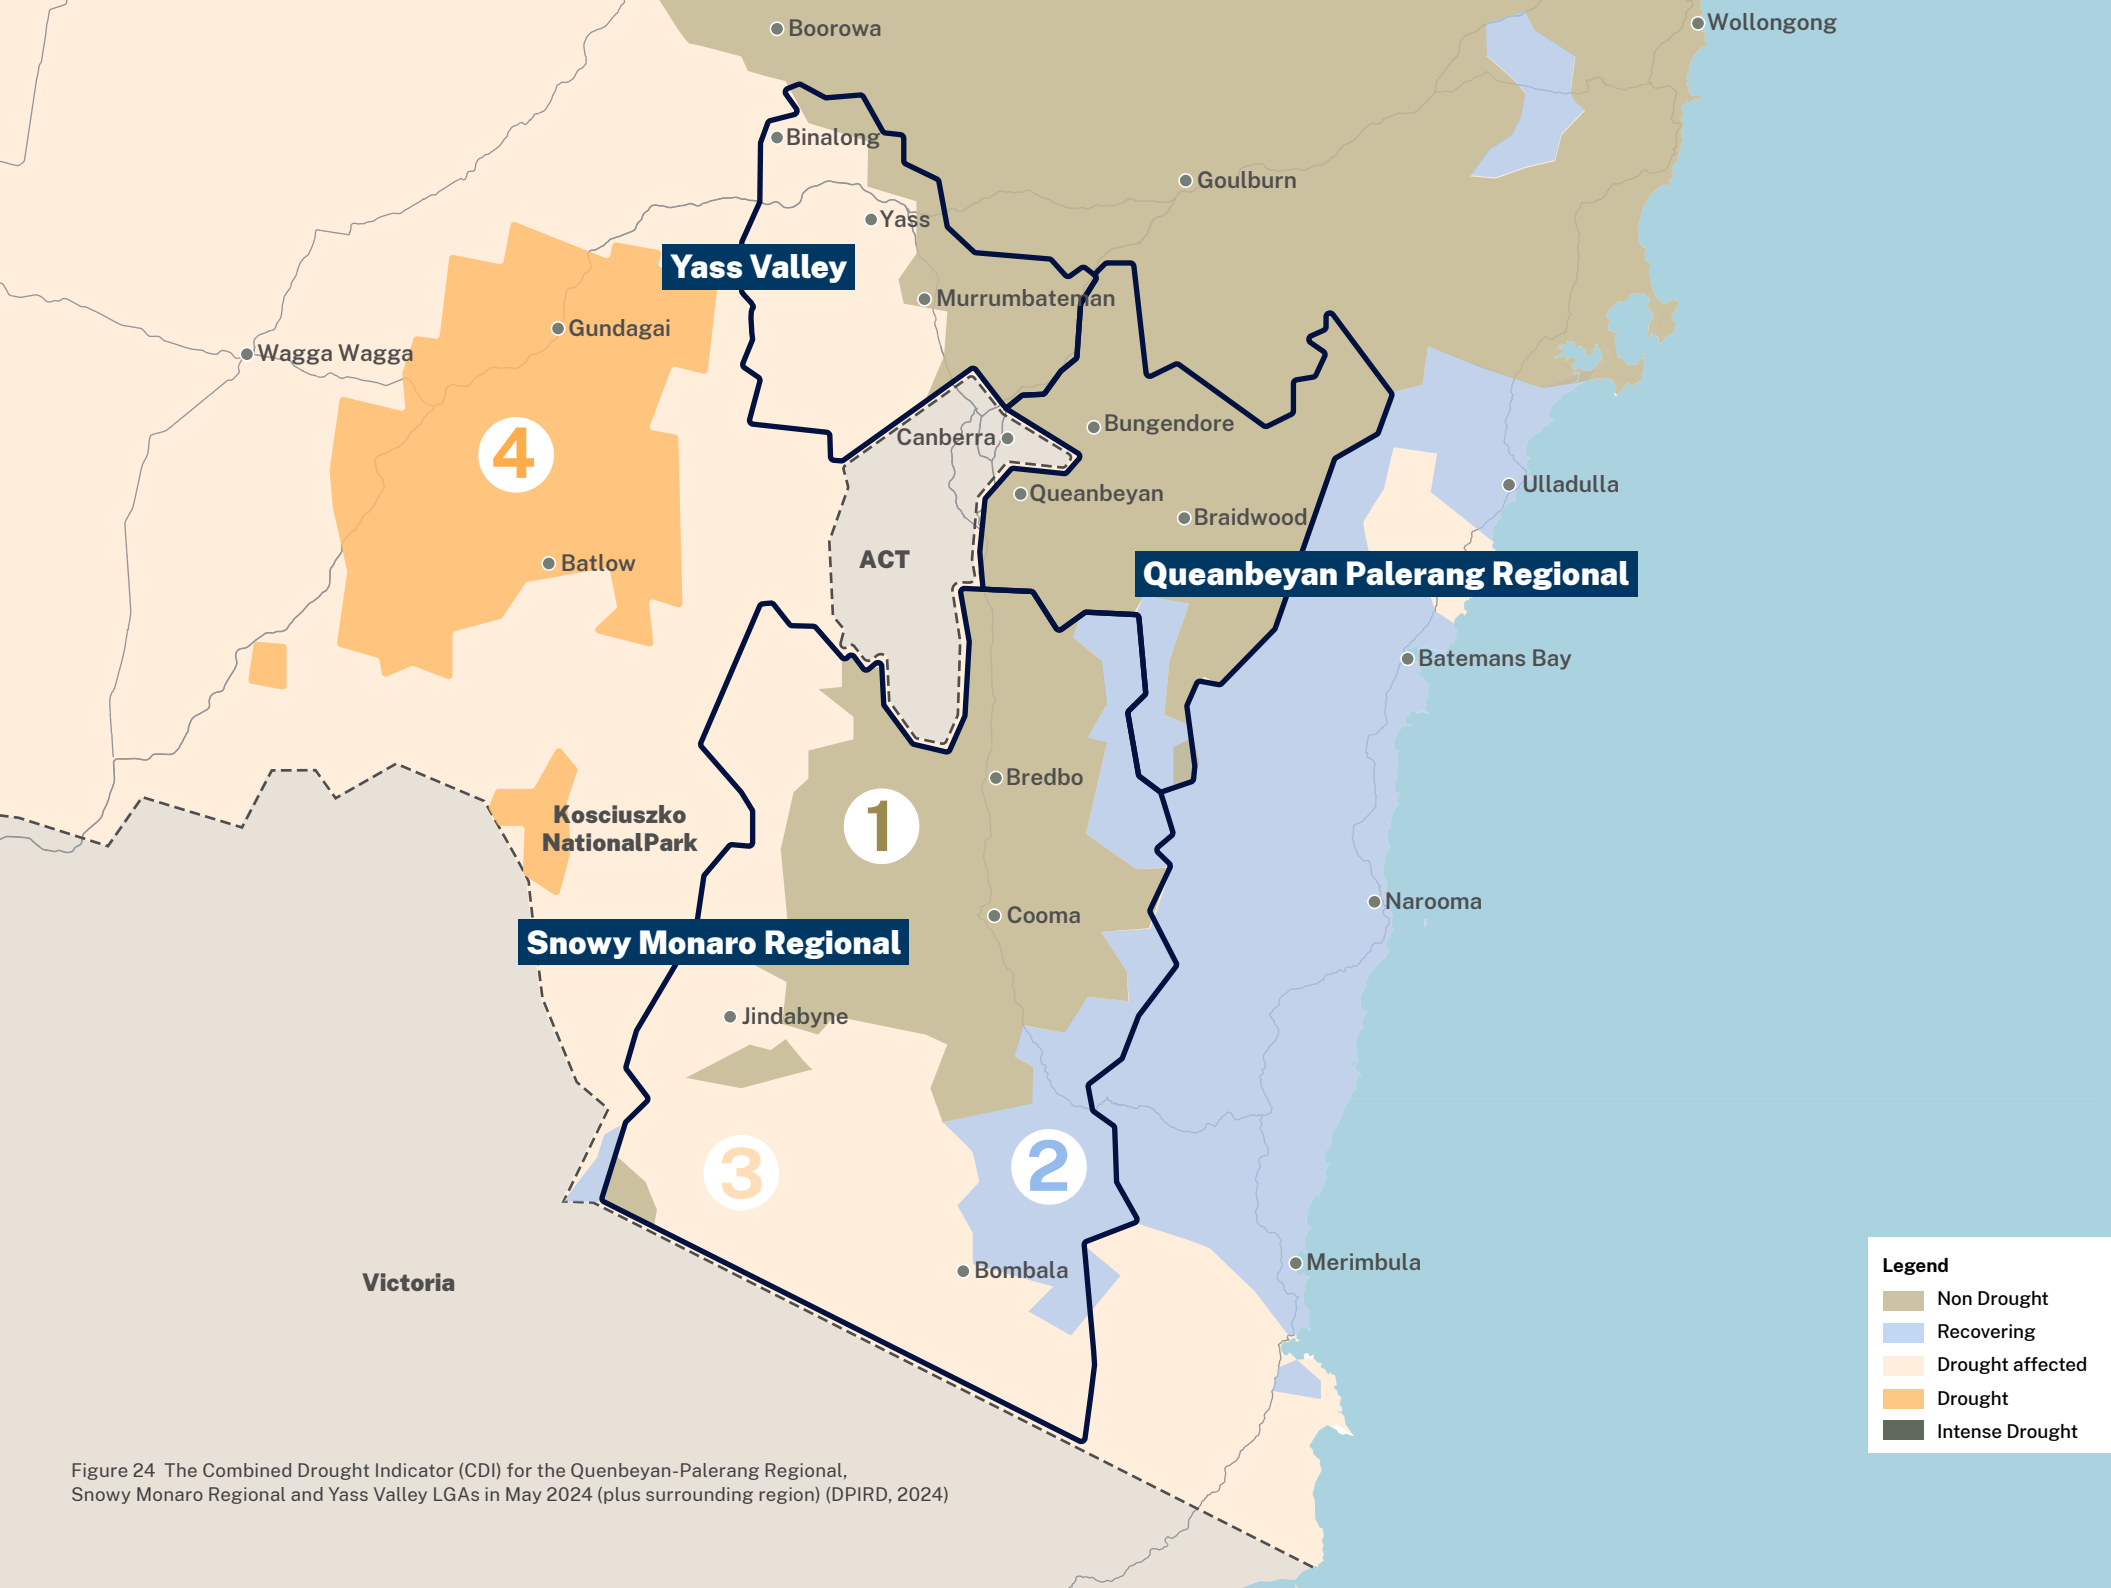 Boorowa
Wollongong
Binalong
Goulburn
Yass
Yass Valley
Murrumbateman
Gundagai
Wagga Wagga
Bungendore
Canberra
4
Ulladulla
Queanbeyan
Braidwood
ACT
Batlow
Queanbeyan Palerang Regional
Batemans Bay
Bredbo
Kosciuszko
NationalPark
1
Narooma
Cooma
Snowy Monaro Regional
Jindabyne
3
2
Merimbula
Bombala
Victoria
Legend
Non Drought
Recovering
Drought affected
Drought
Intense Drought
Figure 24 The Combined Drought Indicator (CDI) for the Quenbeyan-Palerang Regional,
Snowy Monaro Regional and Yass Valley LGAs in May 2024 (plus surrounding region) (DPIRD, 2024)